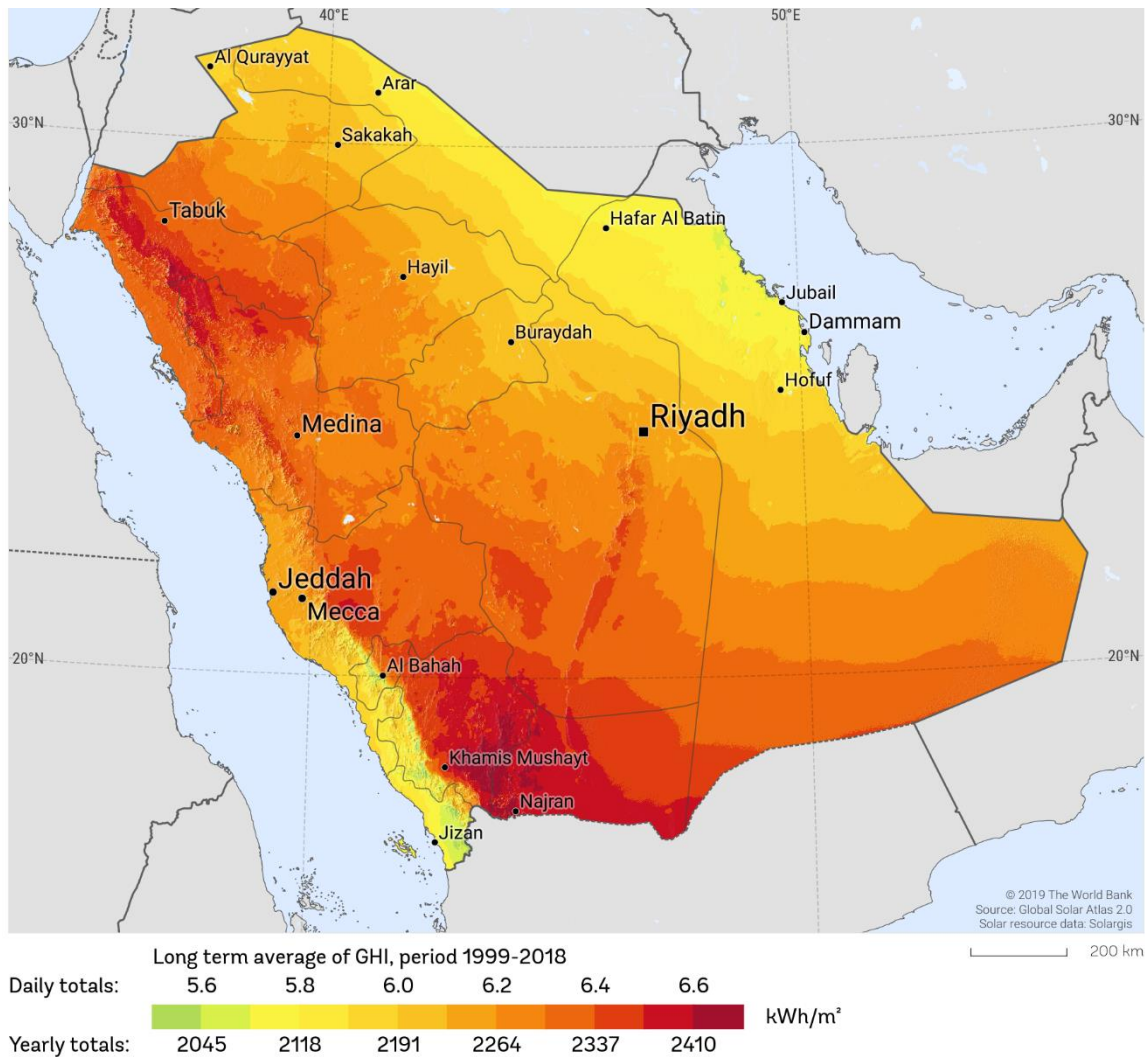 40°E
50°E
Al Qurayyat
Arar
30°N
30°N
Sakakah
Tabuk
Hafar Al Batin
Hayil
Jubail
Dammam
Buraydah
Hofuf
Medina
Riyadh
Jeddah
Mecca
20°N
20°N
Al Bahah
Khamis Mushayt
Najran
Jizan
© 2019 The World Bank
Source: Global Solar Atlas 2.0
Solar resource data: Solargis
200 km
Long term average of GHI, period 1999-2018
Daily totals: 5.6 5.8 6.0 6.2 6.4 6.6
kWh/m²
Yearly totals: 2045 2118 2191 2264 2337 2410